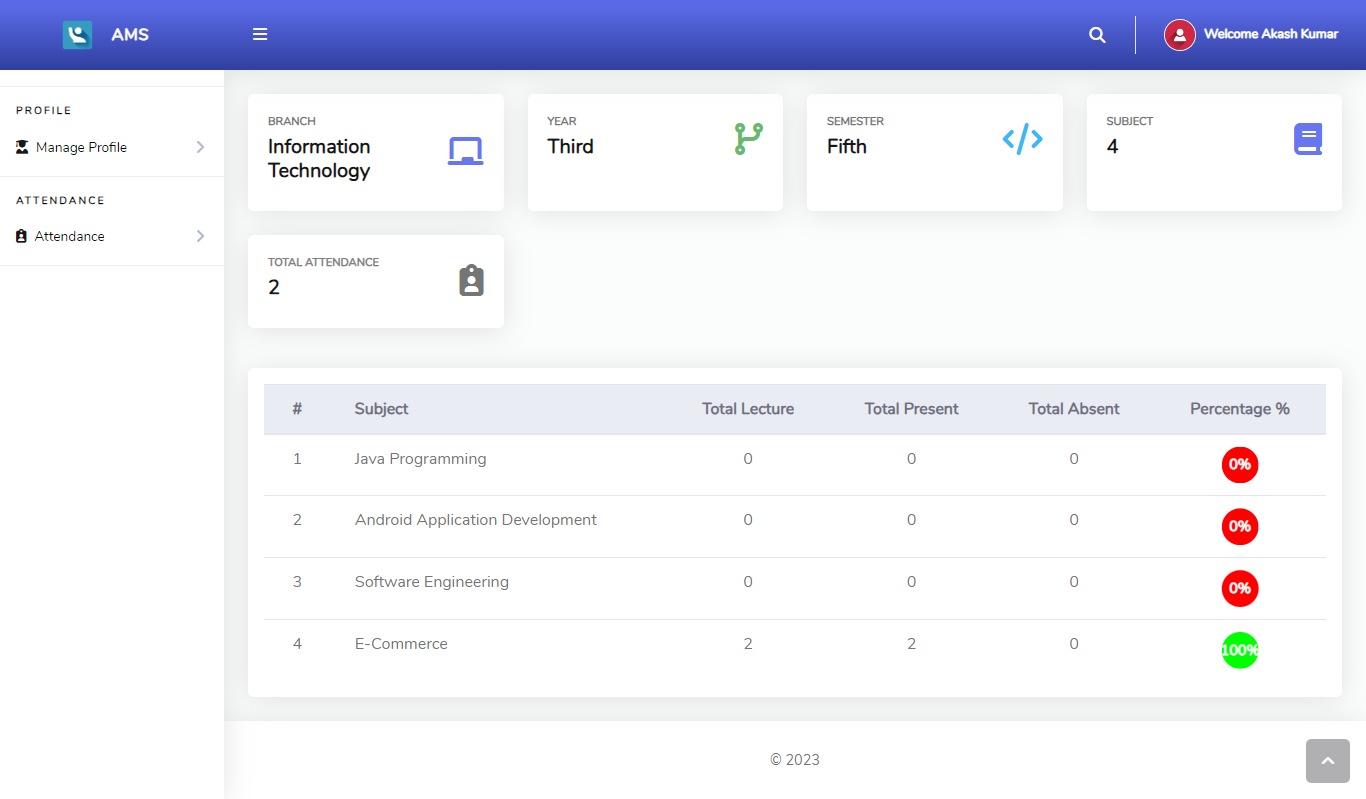 AMS
Welcome Akash Kumar
PROFILE
Manage Profile
ATTENDANCE
Attendance
BRANCH
Information
Technology
YEAR
Third
SEMESTER
Fifth
SUBJECT
4
TOTAL ATTENDANCE
2
# Subject Total Lecture Total Present Total Absent Percentage %
1 Java Programming 0 0 0 0%
2 Android Application Development 0 0 0 0%
3 Software Engineering 0 0 0 0%
4 E-Commerce 2 2 0 100%
© 2023